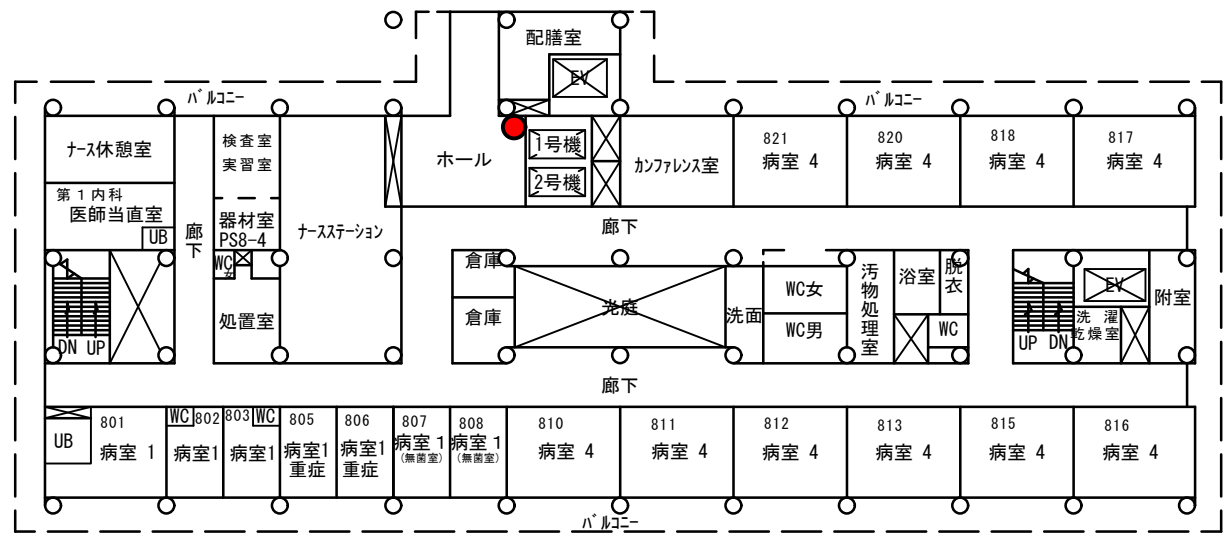 配膳室
EV
バルコニー
バルコニー
ナース休憩室
検査室
実習室
ホール
1号機
2号機
カンファレンス室
821
病室 4
820
病室 4
818
病室 4
817
病室 4
第1内科
医師当直室
UB
廊下
器材室
PS8-4
ナースステーション
廊下
WC
女
処置室
DN UP
倉庫
倉庫
光庭
洗面
WC女
WC男
汚物処理室
浴室
脱衣
WC
UP DN
EV
洗濯
乾燥室
附室
廊下
UB
801
病室 1
WC
802
病室1
803
WC
病室1
805
病室1
重症
806
病室1
重症
807
病室 1
(無菌室)
808
病室 1
(無菌室)
810
病室 4
811
病室 4
812
病室 4
813
病室 4
815
病室 4
816
病室 4
バルコニー